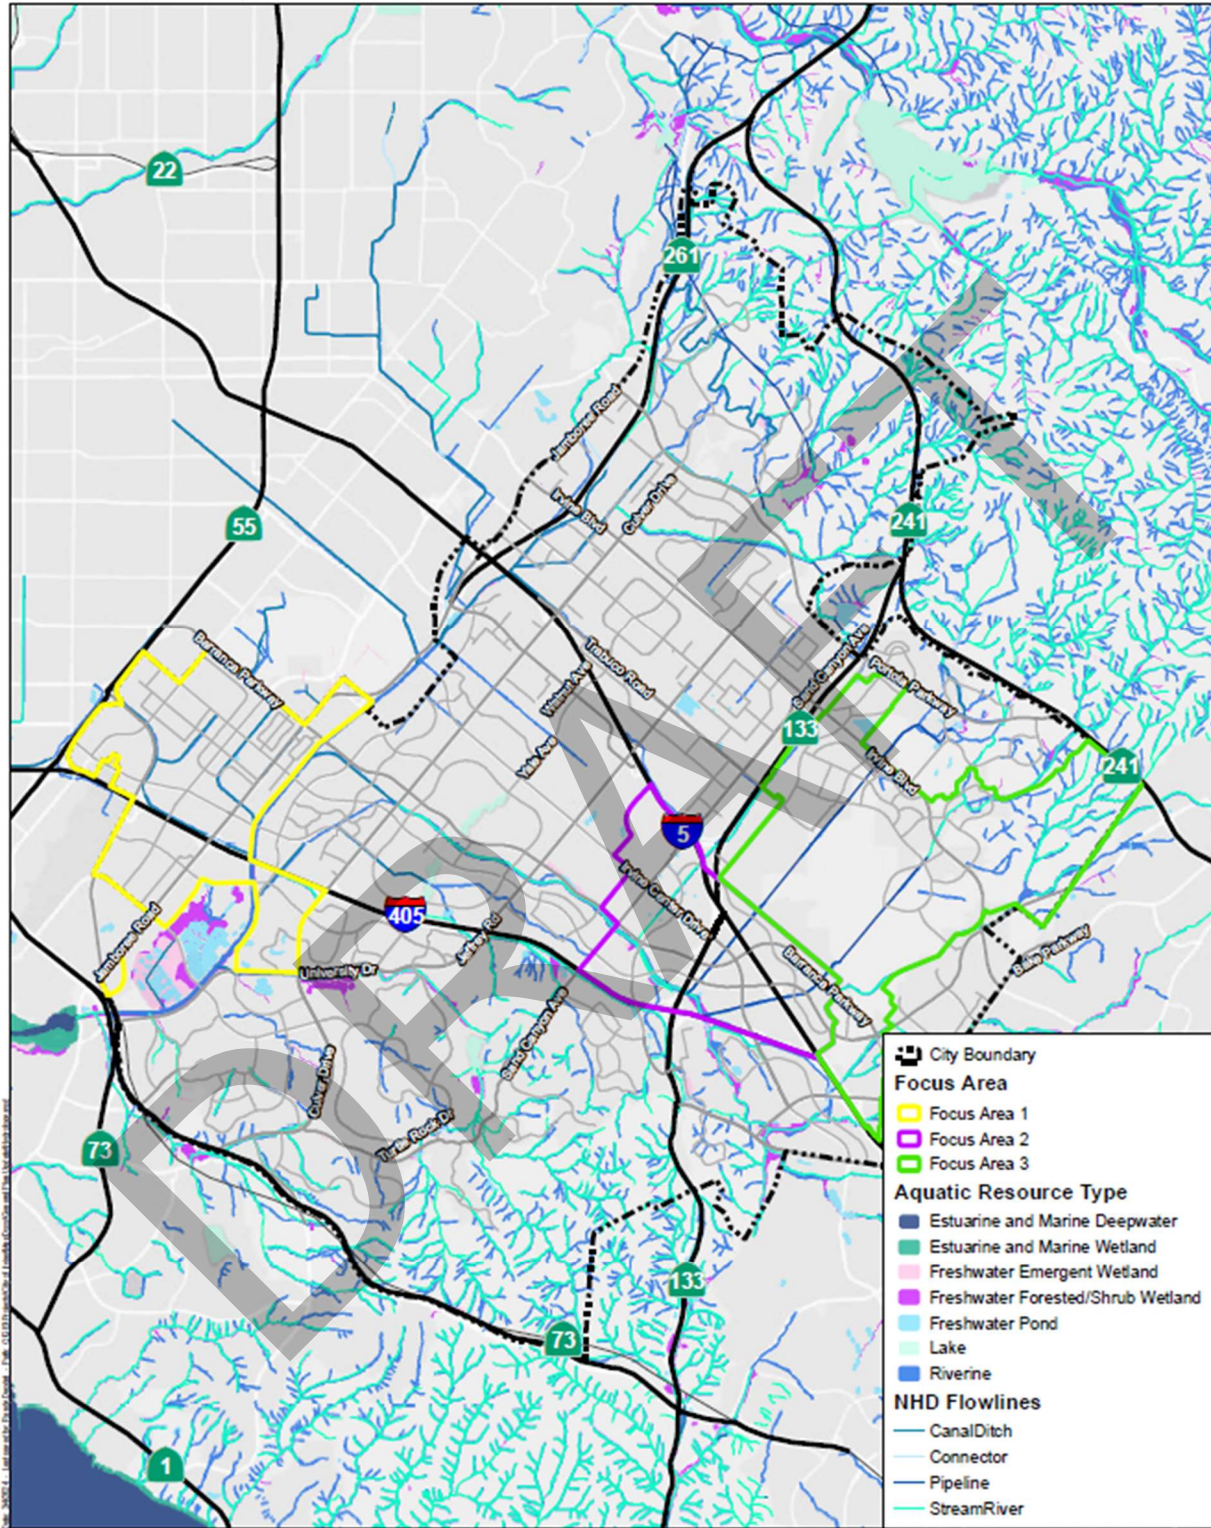 22
261
Jamboree Road
Irvine Blvd
Culver Drive
55
241
Barranca Parkway
Trabuco Road
Walnut Ave
Sand Canyon Ave
Portola Parkway
133
Yale Ave
Irvine Blvd
241
5
Irvine Center Drive
405
Jeffrey Rd
Jamboree Road
University Dr
Barranca Parkway
Bake Parkway
Sand Canyon Ave
Culver Drive
Turtle Rock Dr
73
133
73
1
DRAFT
City Boundary
Focus Area
Focus Area 1
Focus Area 2
Focus Area 3
Aquatic Resource Type
Estuarine and Marine Deepwater
Estuarine and Marine Wetland
Freshwater Emergent Wetland
Freshwater Forested/Shrub Wetland
Freshwater Pond
Lake
Riverine
NHD Flowlines
CanalDitch
Connector
Pipeline
StreamRiver